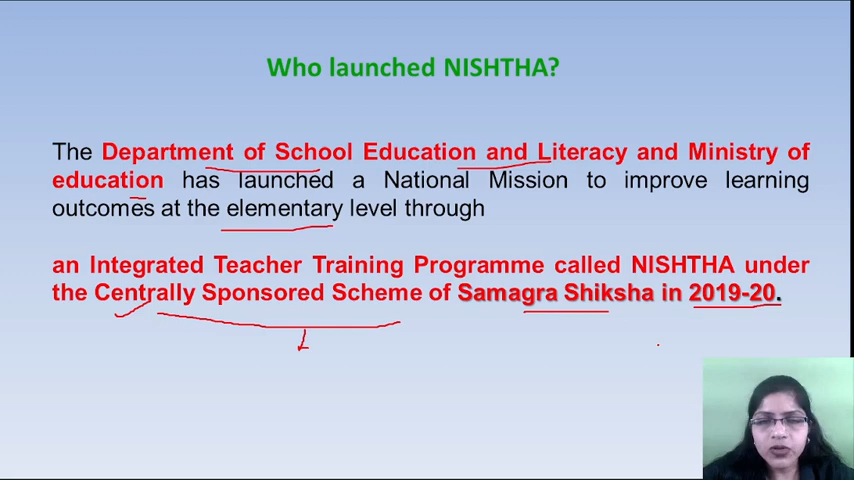 Who launched NISHTHA?
The Department of School Education and Literacy and Ministry of
education has launched a National Mission to improve learning
outcomes at the elementary level through
an Integrated Teacher Training Programme called NISHTHA under
the Centrally Sponsored Scheme of Samagra Shiksha in 2019-20.